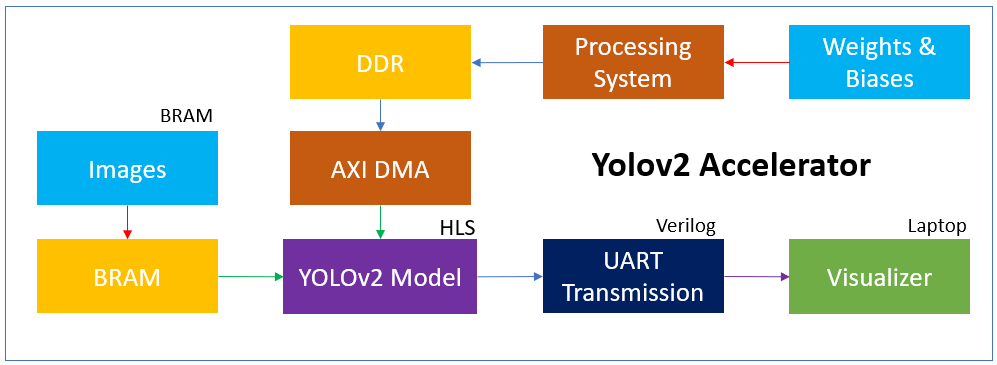 DDR
Processing
System
Weights &
Biases
BRAM
Images
AXI DMA
Yolov2 Accelerator
HLS
Verilog
Laptop
BRAM
YOLOv2 Model
UART
Transmission
Visualizer